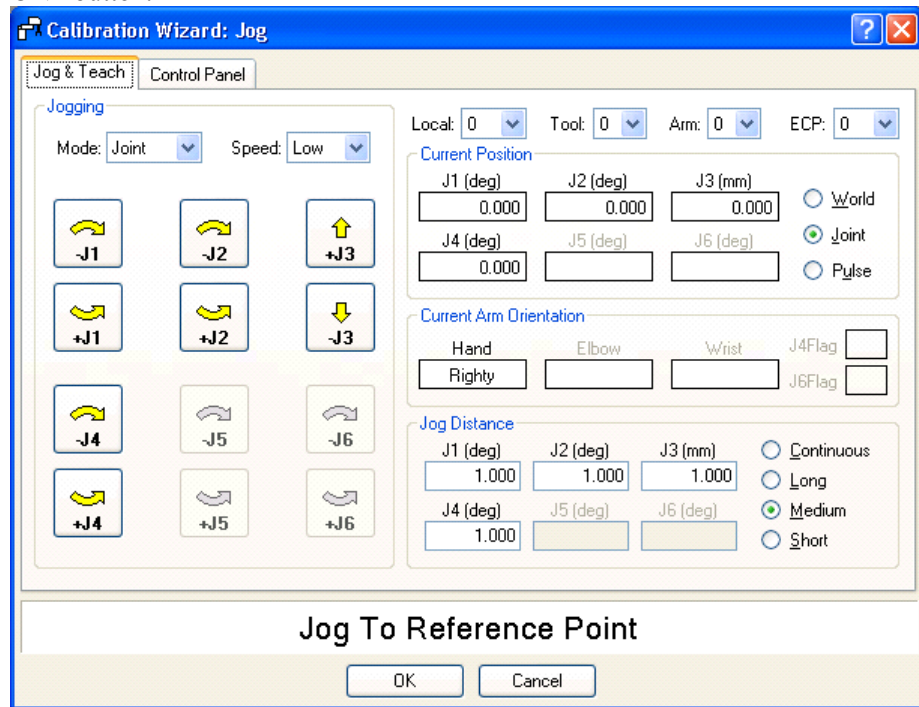 Calibration Wizard: Jog
Jog & Teach Control Panel
Jogging
Mode: Joint Speed: Low
-J1 -J2 +J3
+J1 +J2 -J3
-J4 -J5 -J6
+J4 +J5 +J6
Local: 0 Tool: 0 Arm: 0 ECP: 0
Current Position
J1 (deg) J2 (deg) J3 (mm)
0.000 0.000 0.000
J4 (deg) J5 (deg) J6 (deg)
0.000
World
Joint
Pulse
Current Arm Orientation
Hand Elbow Wrist
Righty
J4Flag
J6Flag
Jog Distance
J1 (deg) J2 (deg) J3 (mm)
1.000 1.000 1.000
J4 (deg) J5 (deg) J6 (deg)
1.000
Continuous
Long
Medium
Short
Jog To Reference Point
OK Cancel